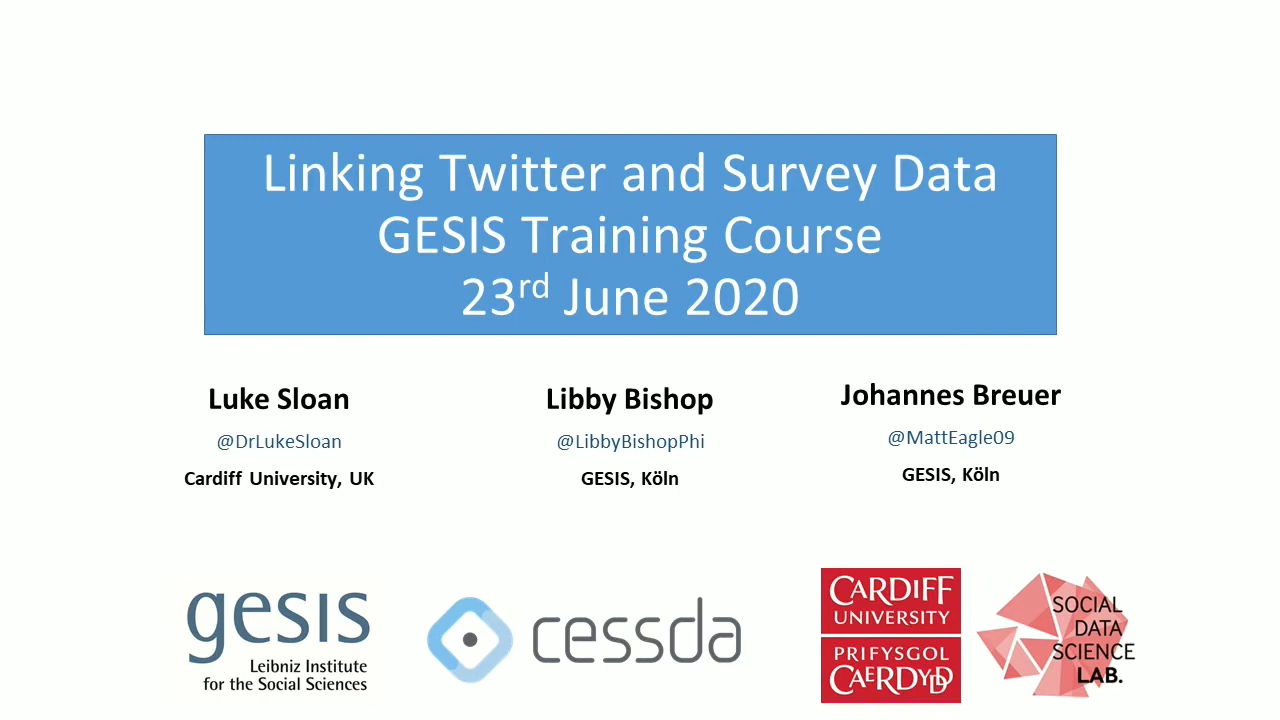 Linking Twitter and Survey Data
GESIS Training Course
23rd June 2020
Luke Sloan
@DrLukeSloan
Cardiff University, UK
Libby Bishop
@LibbyBishopPhi
GESIS, Köln
Johannes Breuer
@MattEagle09
GESIS, Köln
gesis
Leibniz Institute
for the Social Sciences
cessda
CARDIFF
UNIVERSITY
PRIFYSGOL
CAERDYDD
SOCIAL
DATA
SCIENCE
LAB.